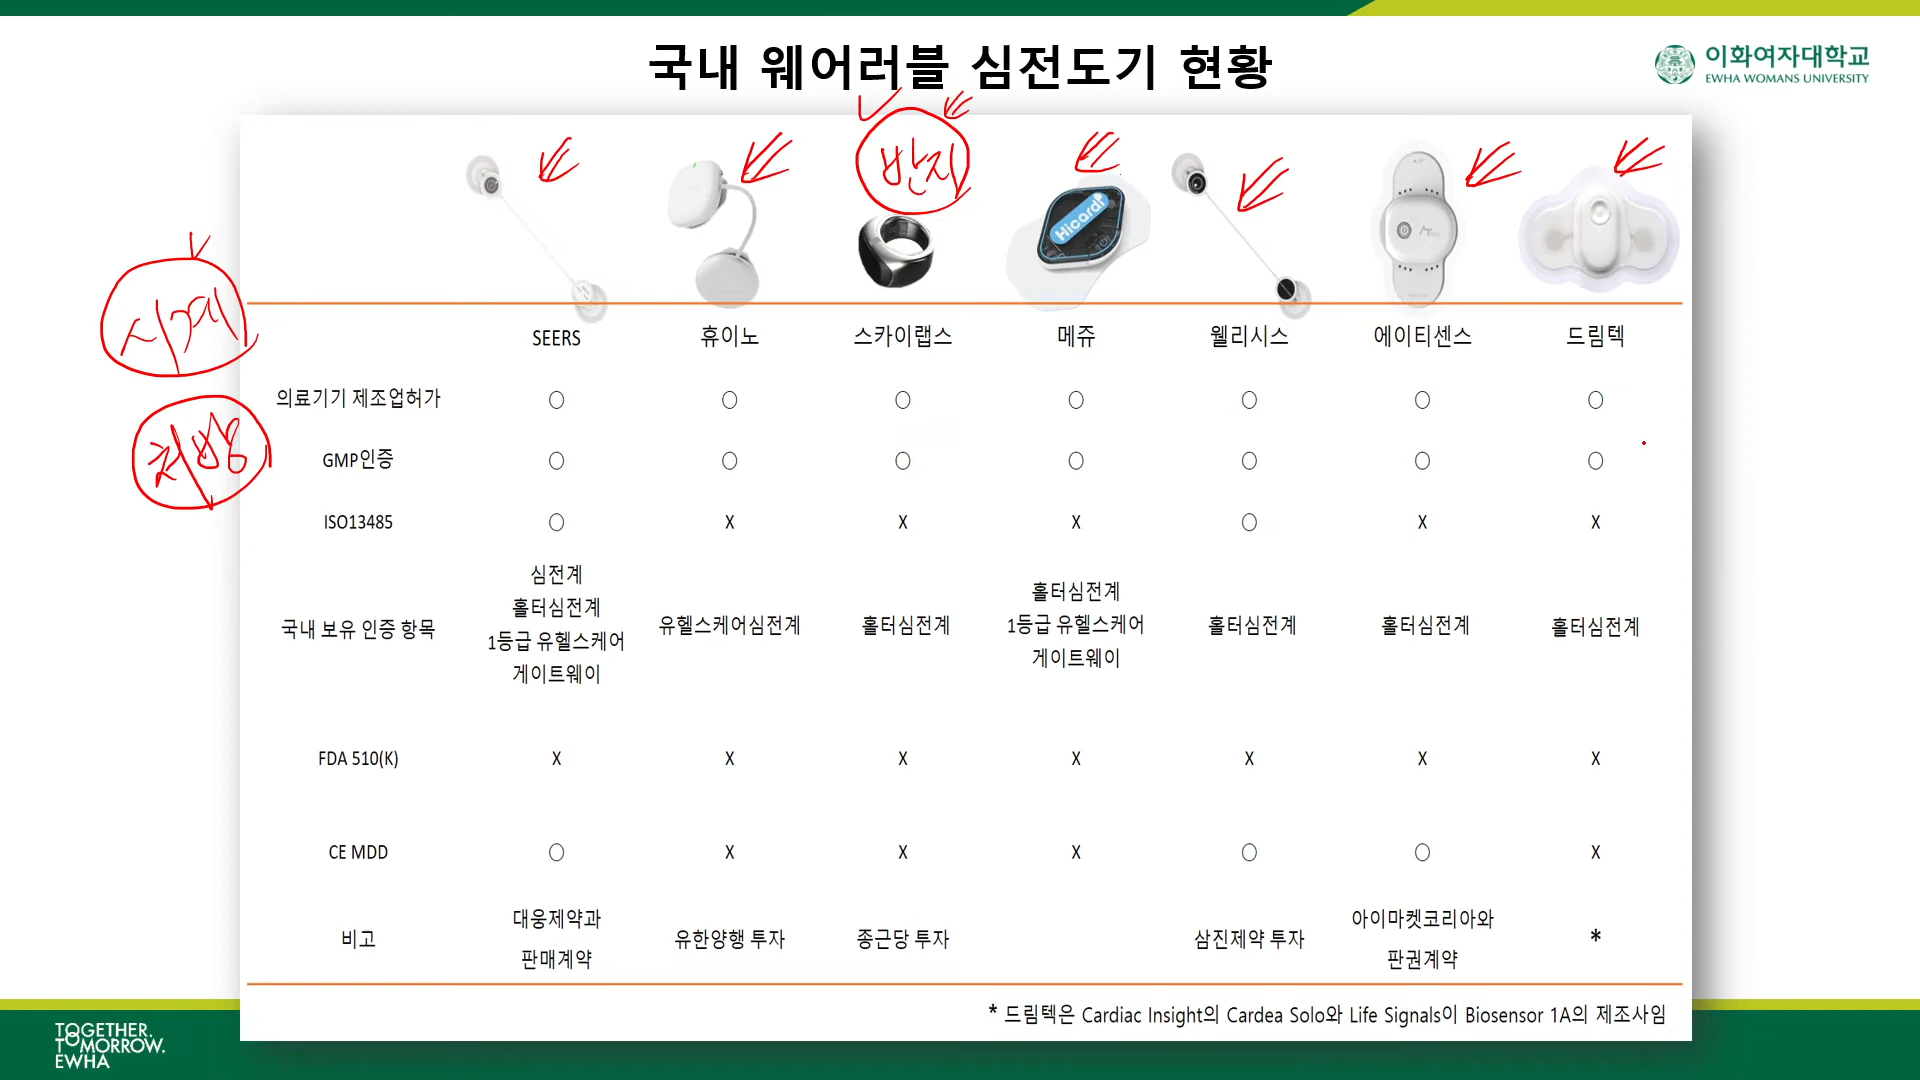 국내 웨어러블 심전도기 현황
이화여자대학교
EWHA WOMANS UNIVERSITY
반지
Hicardi
시계
SEERS 휴이노 스카이랩스 메쥬 웰리시스 에이티센스 드림텍
의료기기 제조업허가 ○ ○ ○ ○ ○ ○ ○
처방
GMP인증 ○ ○ ○ ○ ○ ○ ○
ISO13485 ○ X X X ○ X X
국내 보유 인증 항목
심전계
홀터심전계
1등급 유헬스케어
게이트웨이
유헬스케어심전계
홀터심전계
홀터심전계
1등급 유헬스케어
게이트웨이
홀터심전계
홀터심전계
홀터심전계
FDA 510(K) X X X X X X X
CE MDD ○ X X X ○ ○ X
비고
대웅제약과
판매계약
유한양행 투자
종근당 투자
삼진제약 투자
아이마켓코리아와
판권계약
*
* 드림텍은 Cardiac Insight의 Cardea Solo와 Life Signals이 Biosensor 1A의 제조사임
TOGETHER.
TOMORROW.
EWHA